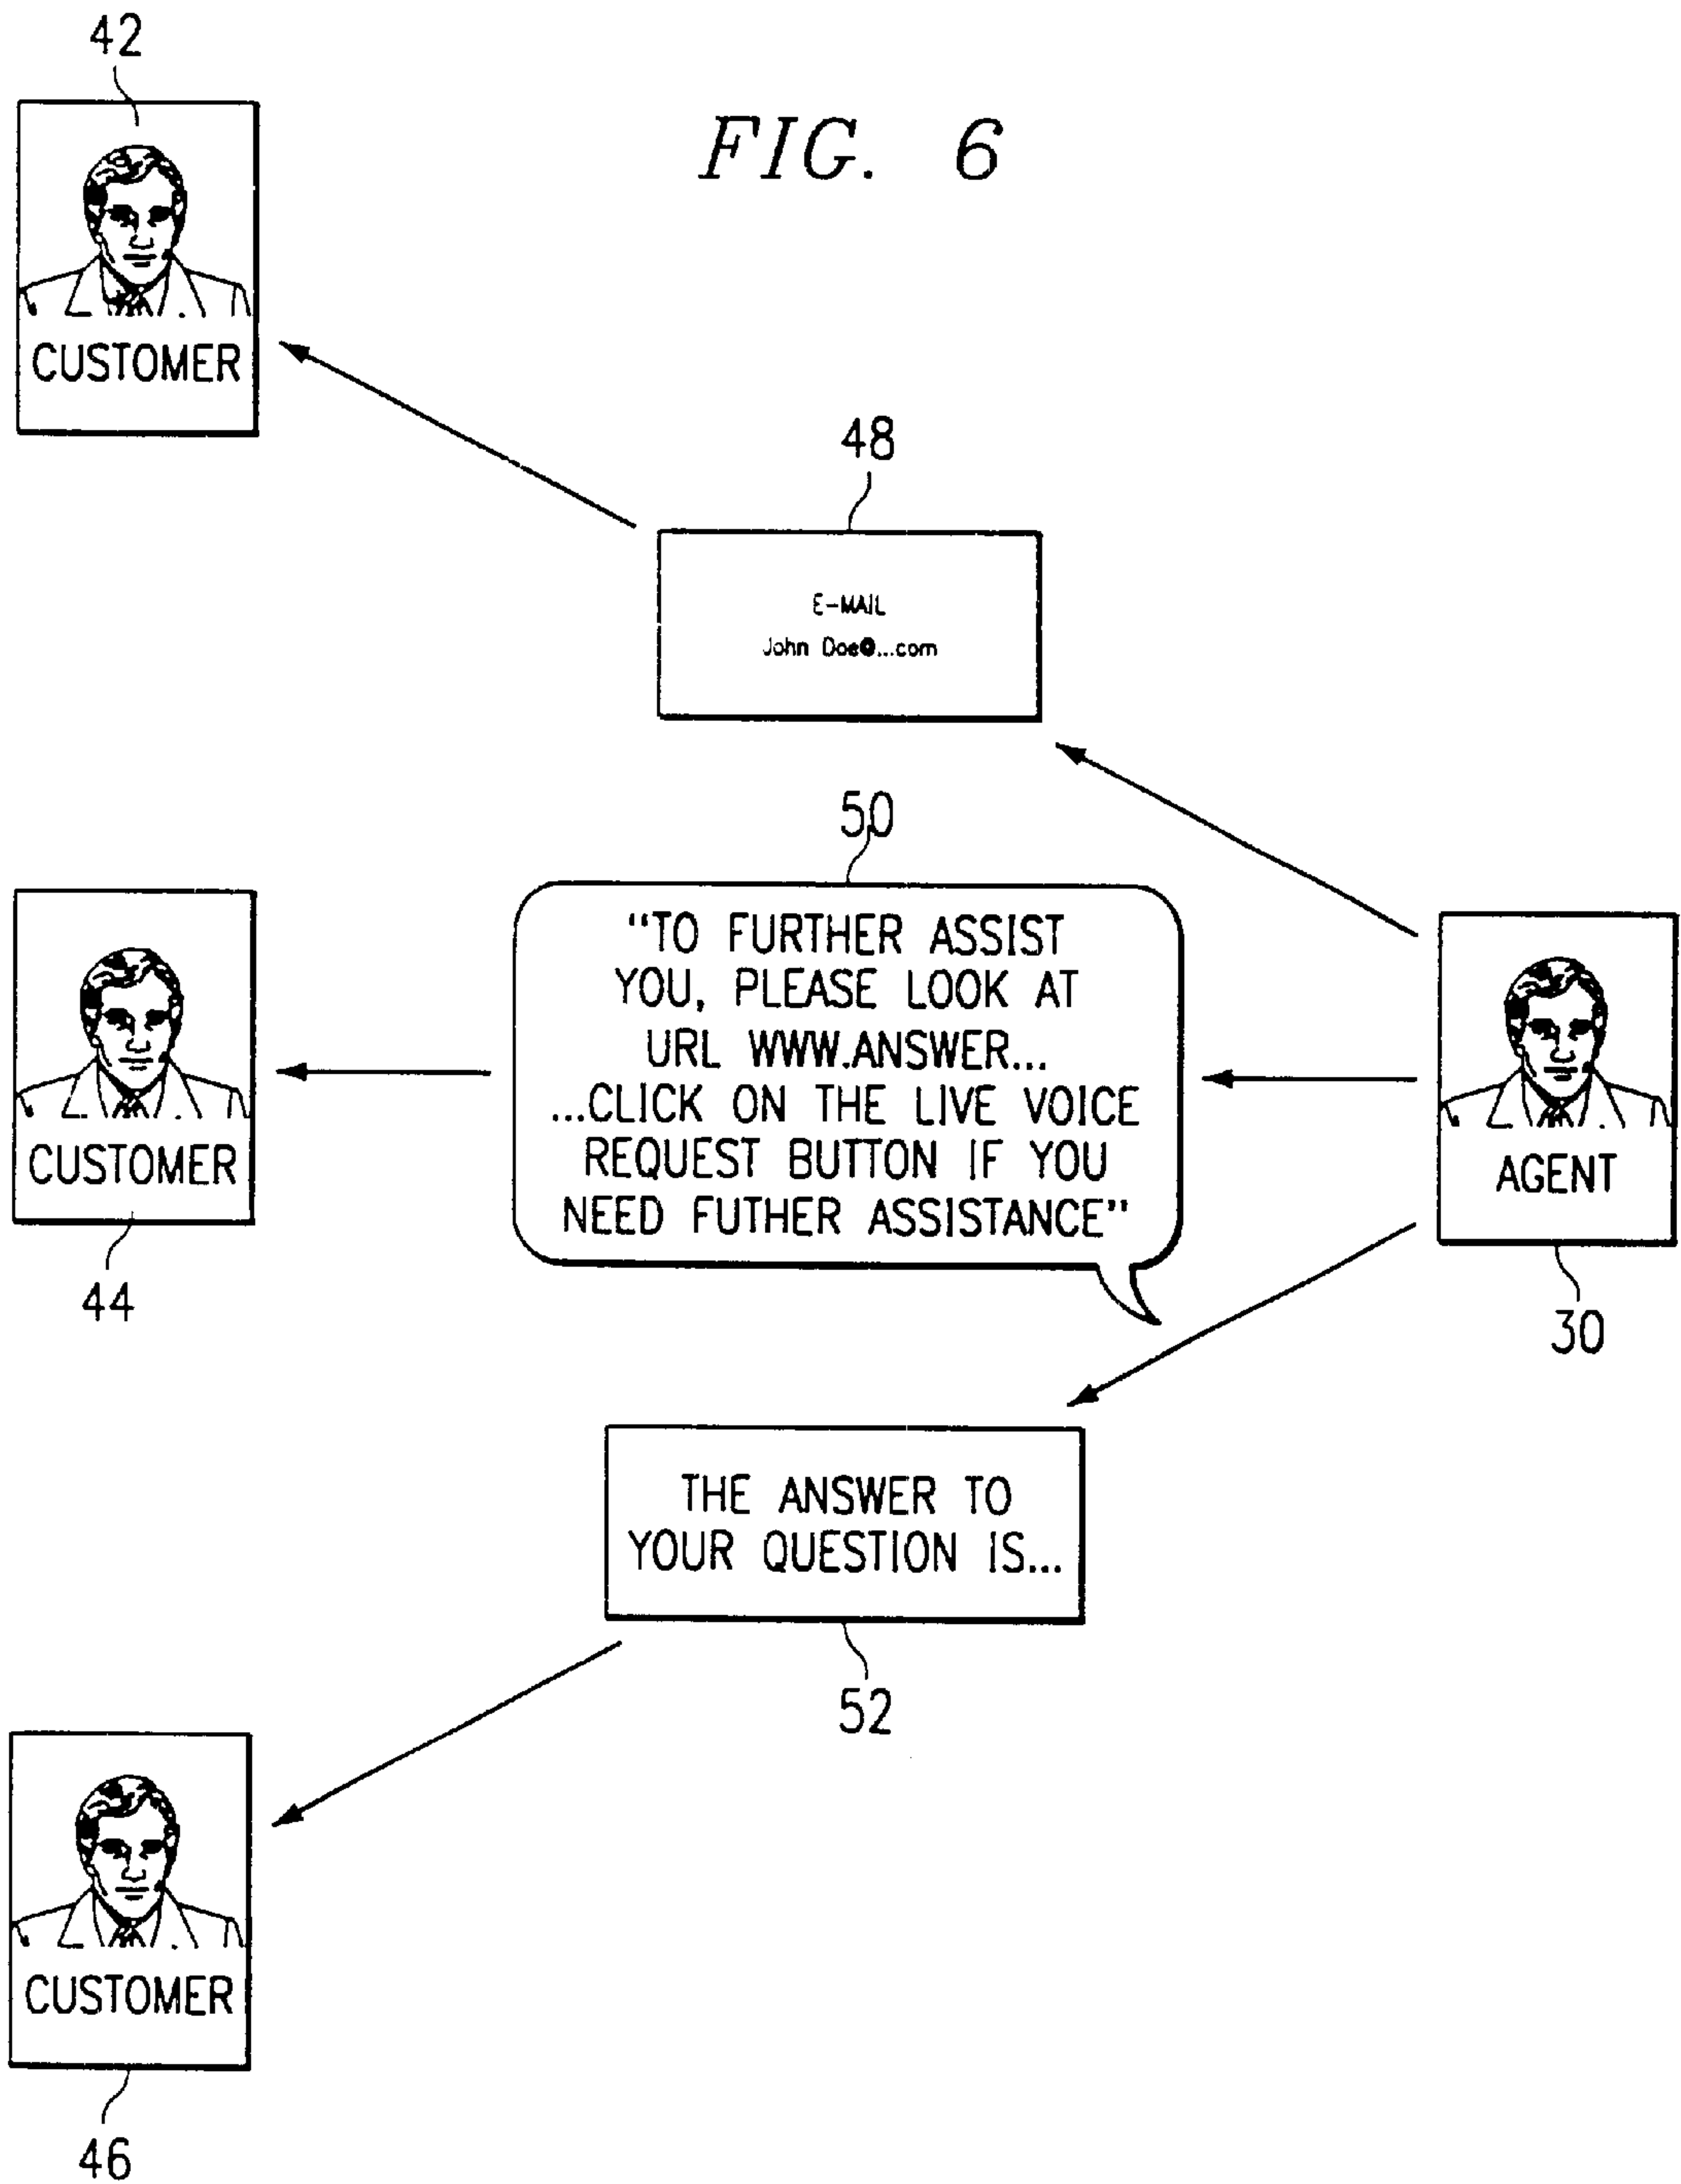 42
FIG. 6
CUSTOMER
48
E-MAIL
John Doe@...com
50
"TO FURTHER ASSIST
YOU, PLEASE LOOK AT
URL WWW.ANSWER...
...CLICK ON THE LIVE VOICE
REQUEST BUTTON IF YOU
NEED FUTHER ASSISTANCE"
CUSTOMER
44
AGENT
30
THE ANSWER TO
YOUR QUESTION IS...
52
CUSTOMER
46